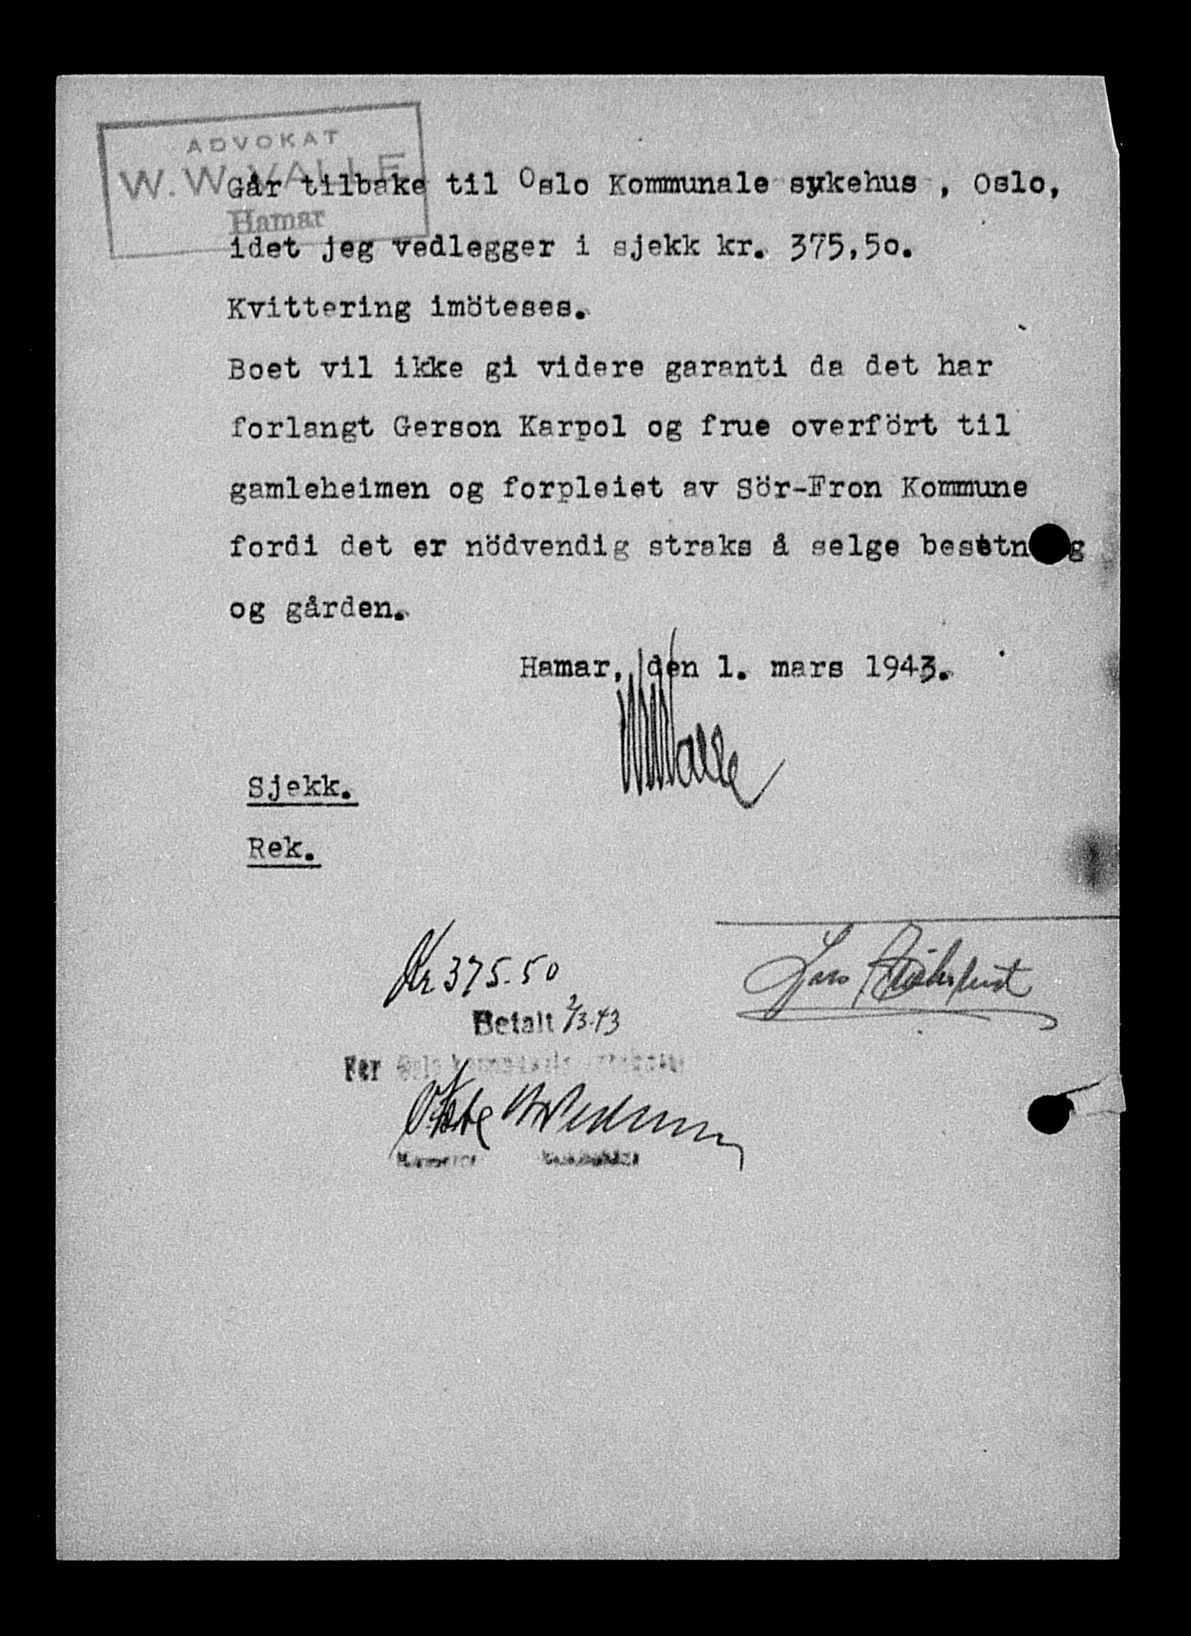 ADVOKAT
W. W. VALLE
Hamar
Går tilbake til Oslo Kommunale sykehus , Oslo,
idet jeg vedlegger i sjekk kr. 375,50.
Kvittering imöteses.
Boet vil ikke gi videre garanti da det har
forlangt Gerson Karpol og frue overfört til
gamleheimen og forpleiet av Sör-Fron Kommune
fordi det er nödvendig straks å selge
og gården.
Hamar, den 1. mars 1943.
WWValle
Sjekk.
Rek.
Kr 375.50
Betalt 2/3-43
For Oslo